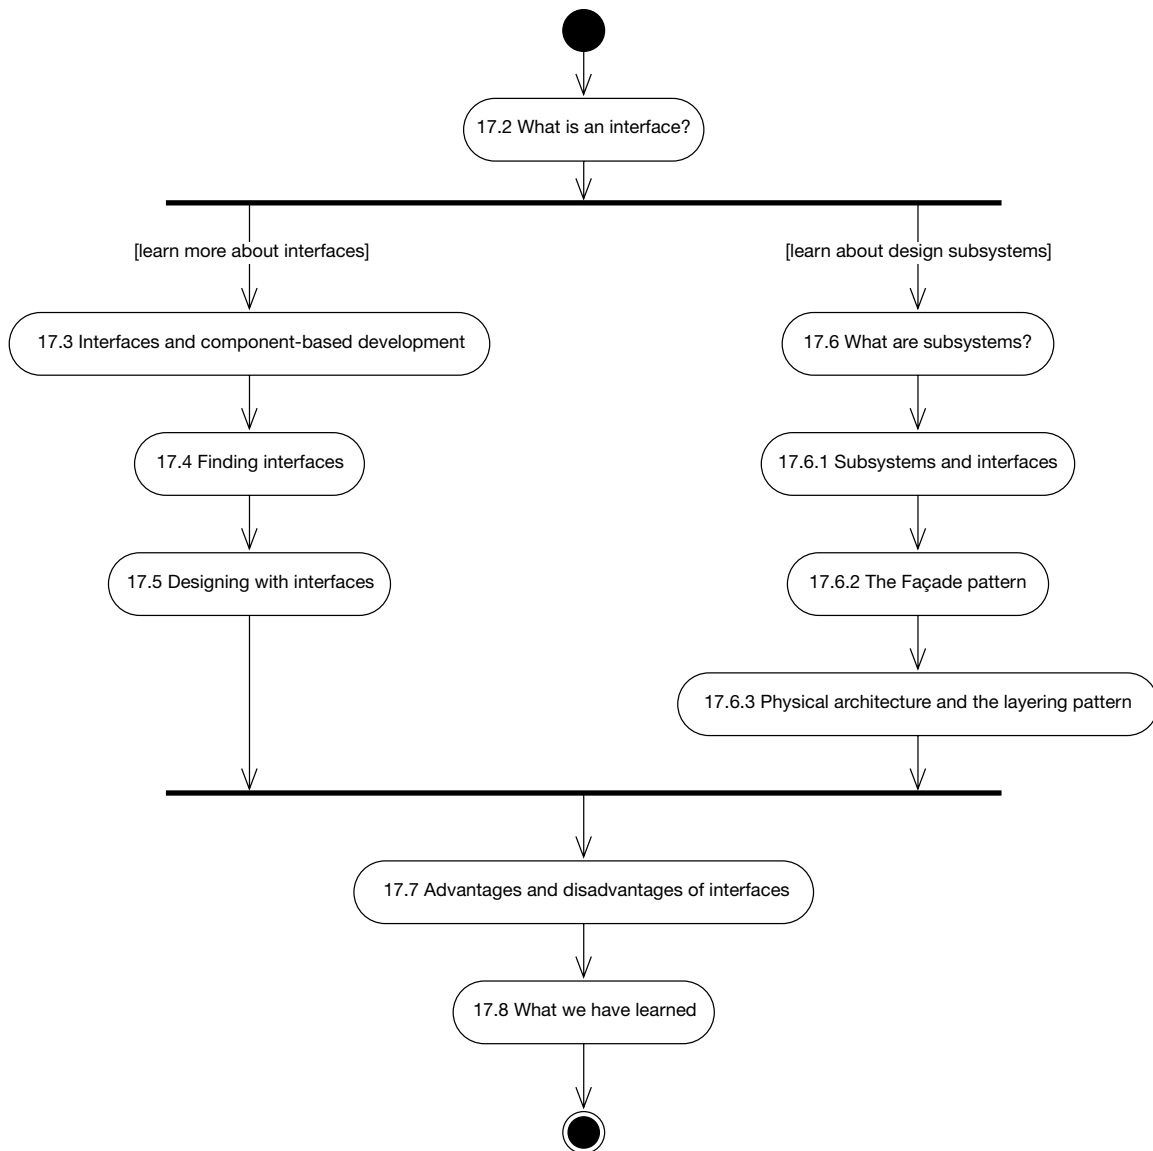 17.2 What is an interface?
[learn more about interfaces]
[learn about design subsystems]
17.3 Interfaces and component-based development
17.6 What are subsystems?
17.4 Finding interfaces
17.6.1 Subsystems and interfaces
17.5 Designing with interfaces
17.6.2 The Façade pattern
17.6.3 Physical architecture and the layering pattern
17.7 Advantages and disadvantages of interfaces
17.8 What we have learned